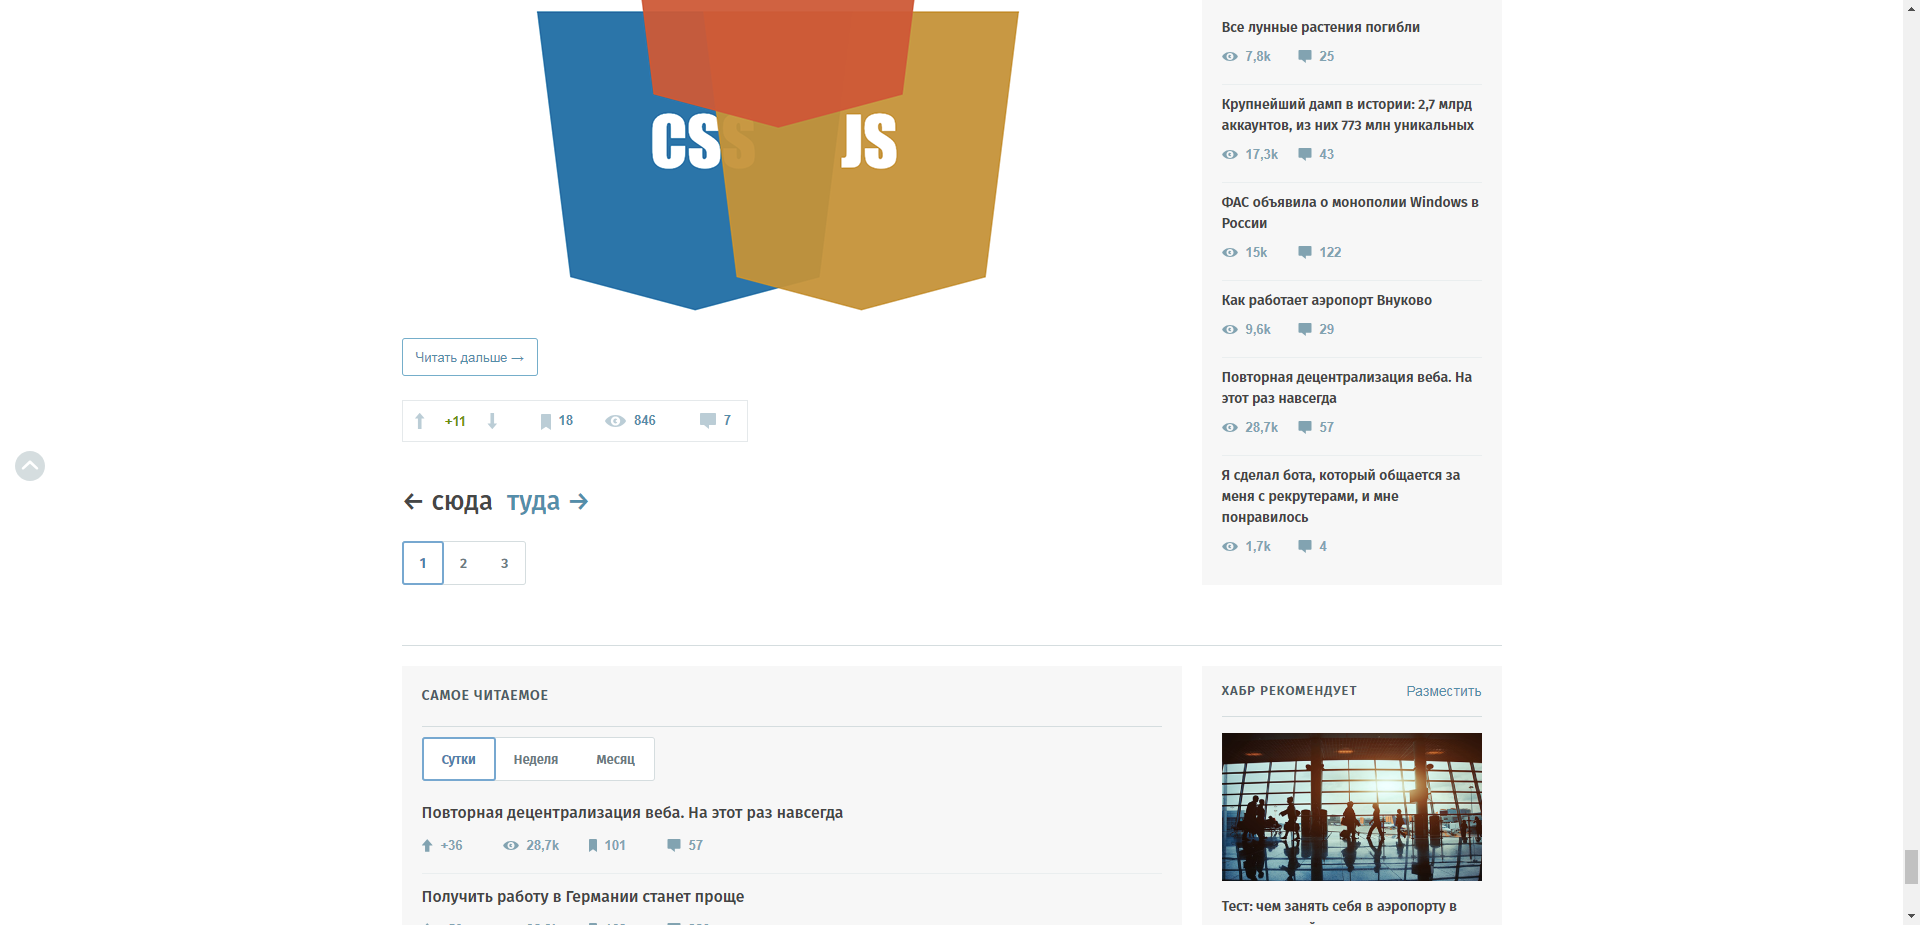 CSS
JS
Читать дальше →
+11
18
846
7
← сюда туда →
1 2 3
Все лунные растения погибли
7,8k 25
Крупнейший дамп в истории: 2,7 млрд
аккаунтов, из них 773 млн уникальных
17,3k 43
ФАС объявила о монополии Windows в
России
15k 122
Как работает аэропорт Внуково
9,6k 29
Повторная децентрализация веба. На
этот раз навсегда
28,7k 57
Я сделал бота, который общается за
меня с рекрутерами, и мне
понравилось
1,7k 4
САМОЕ ЧИТАЕМОЕ
Сутки Неделя Месяц
Повторная децентрализация веба. На этот раз навсегда
+36 28,7k 101 57
Получить работу в Германии станет проще
ХАБР РЕКОМЕНДУЕТ Разместить
Тест: чем занять себя в аэропорту в